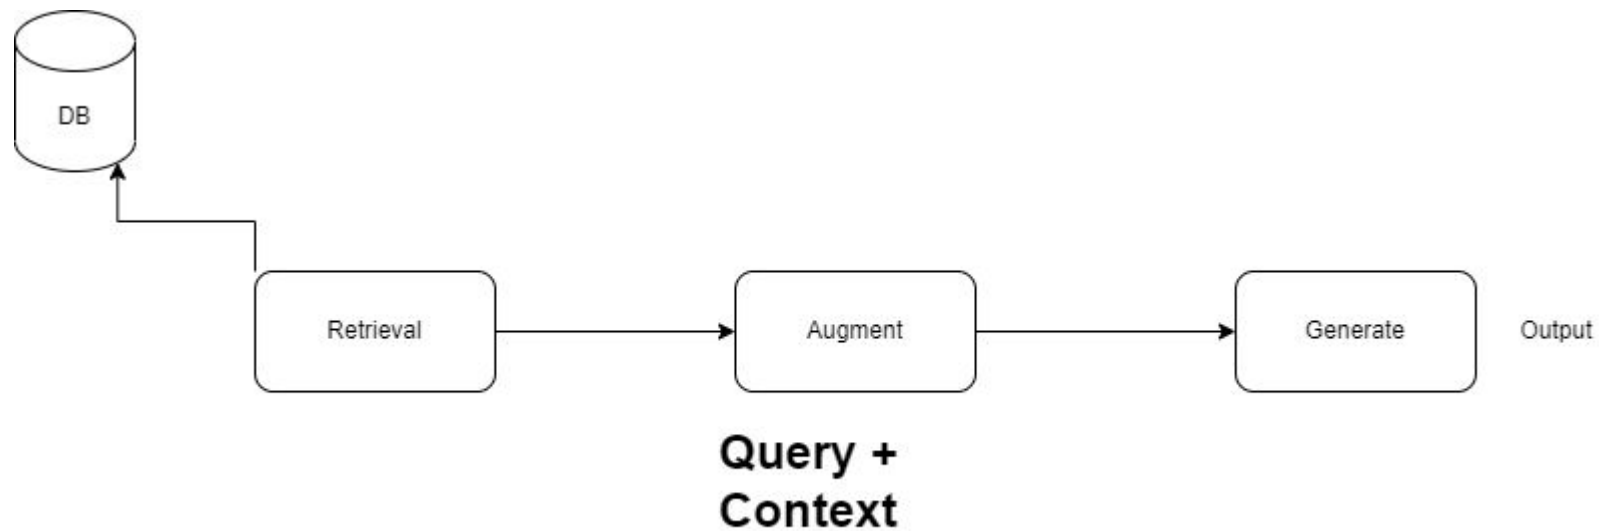 DB
Retrieval
Augment
Generate
Output
Query +
Context